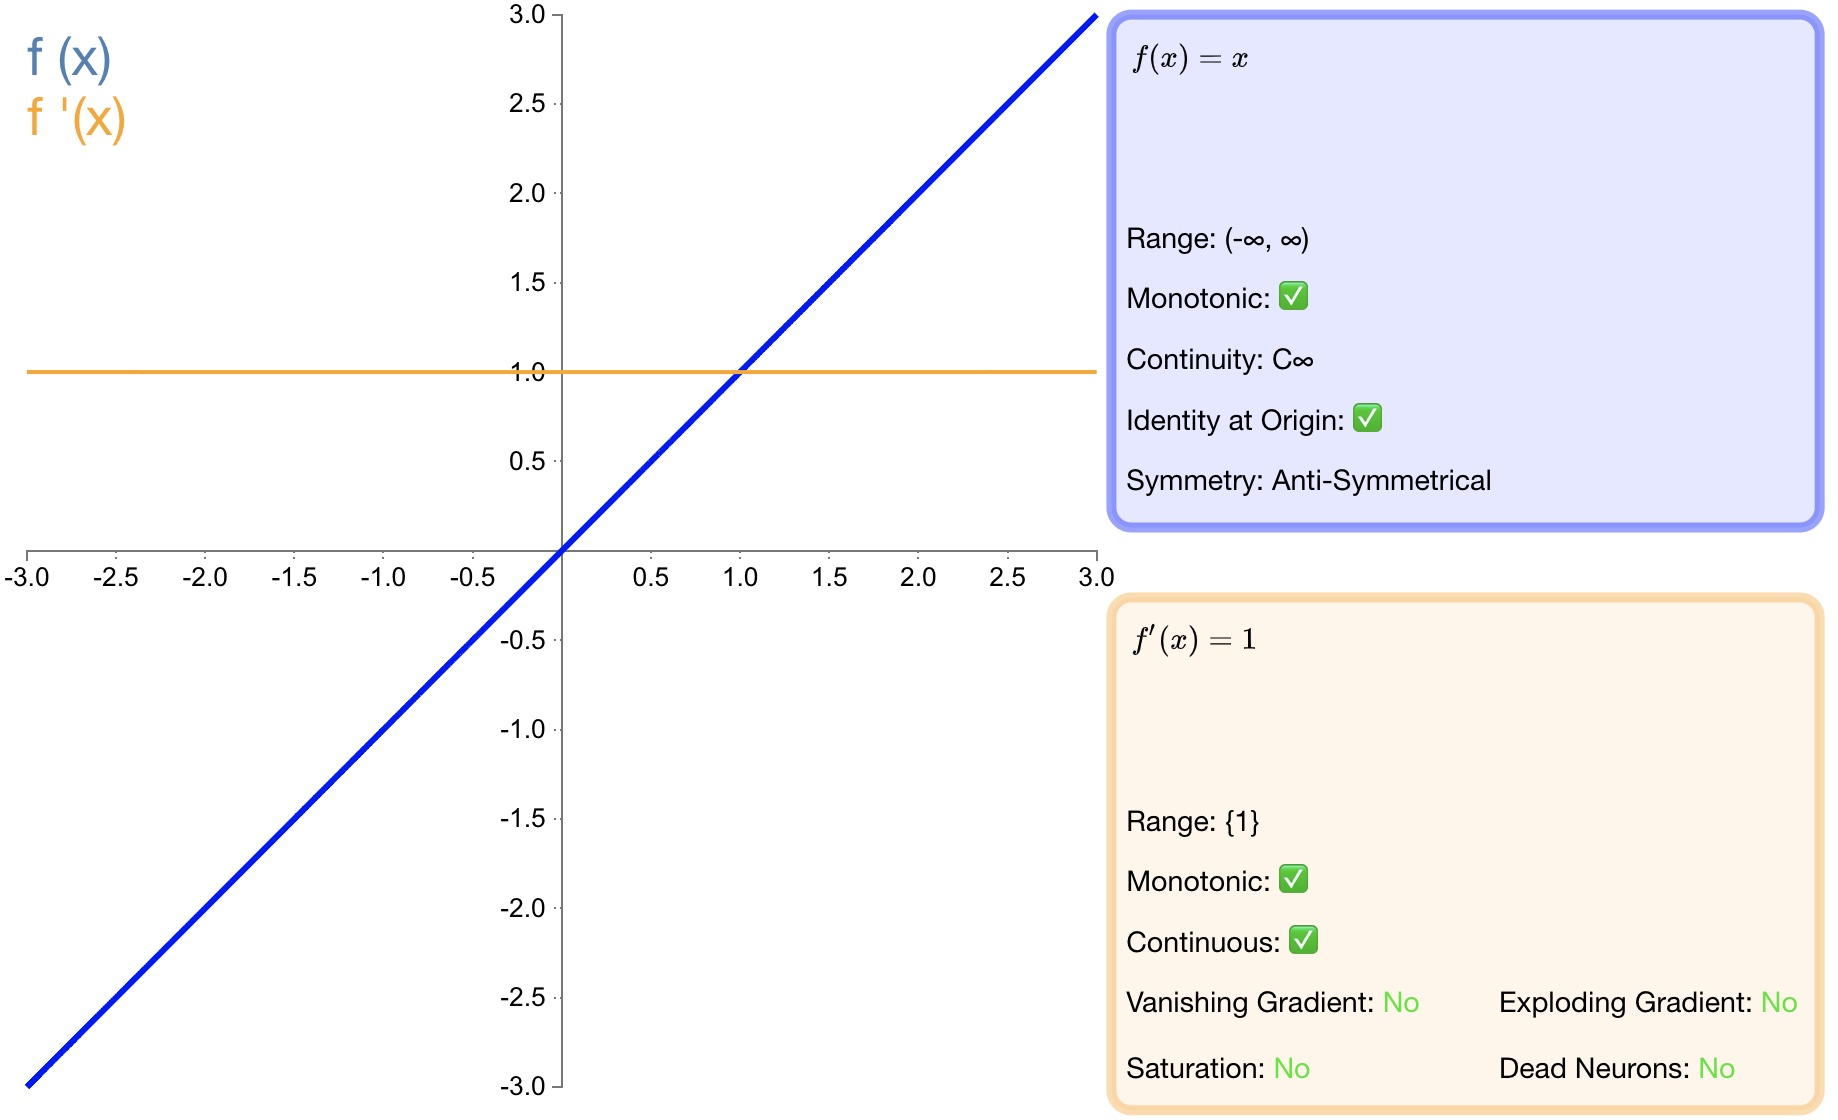 f (x)
f '(x)
3.0
2.5
2.0
1.5
1.0
0.5
-3.0 -2.5 -2.0 -1.5 -1.0 -0.5 0.5 1.0 1.5 2.0 2.5 3.0
-0.5
-1.0
-1.5
-2.0
-2.5
-3.0
f(x) = x
Range: (-∞, ∞)
Monotonic: ✅
Continuity: C∞
Identity at Origin: ✅
Symmetry: Anti-Symmetrical
f′(x) = 1
Range: {1}
Monotonic: ✅
Continuous: ✅
Vanishing Gradient: No Exploding Gradient: No
Saturation: No Dead Neurons: No